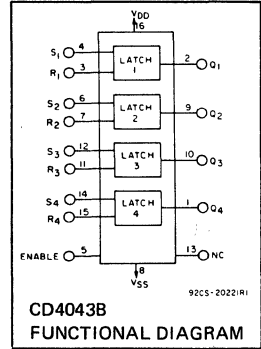 VDD
16
S1 4 LATCH 1 2 Q1
R1 3
S2 6 LATCH 2 9 Q2
R2 7
S3 12 LATCH 3 10 Q3
R3 11
S4 14 LATCH 4 1 Q4
R4 15
ENABLE 5 13 NC
8
VSS
92CS-20221R1
CD4043B
FUNCTIONAL DIAGRAM